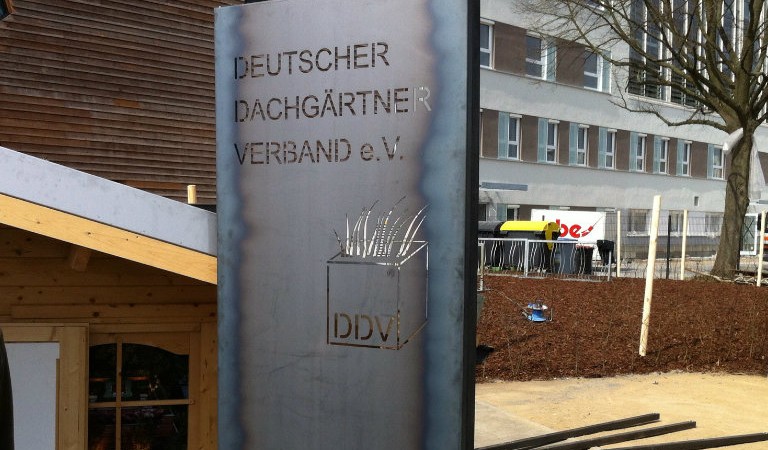 DEUTSCHER
DACHGÄRTNER
VERBAND e.V.
DDV